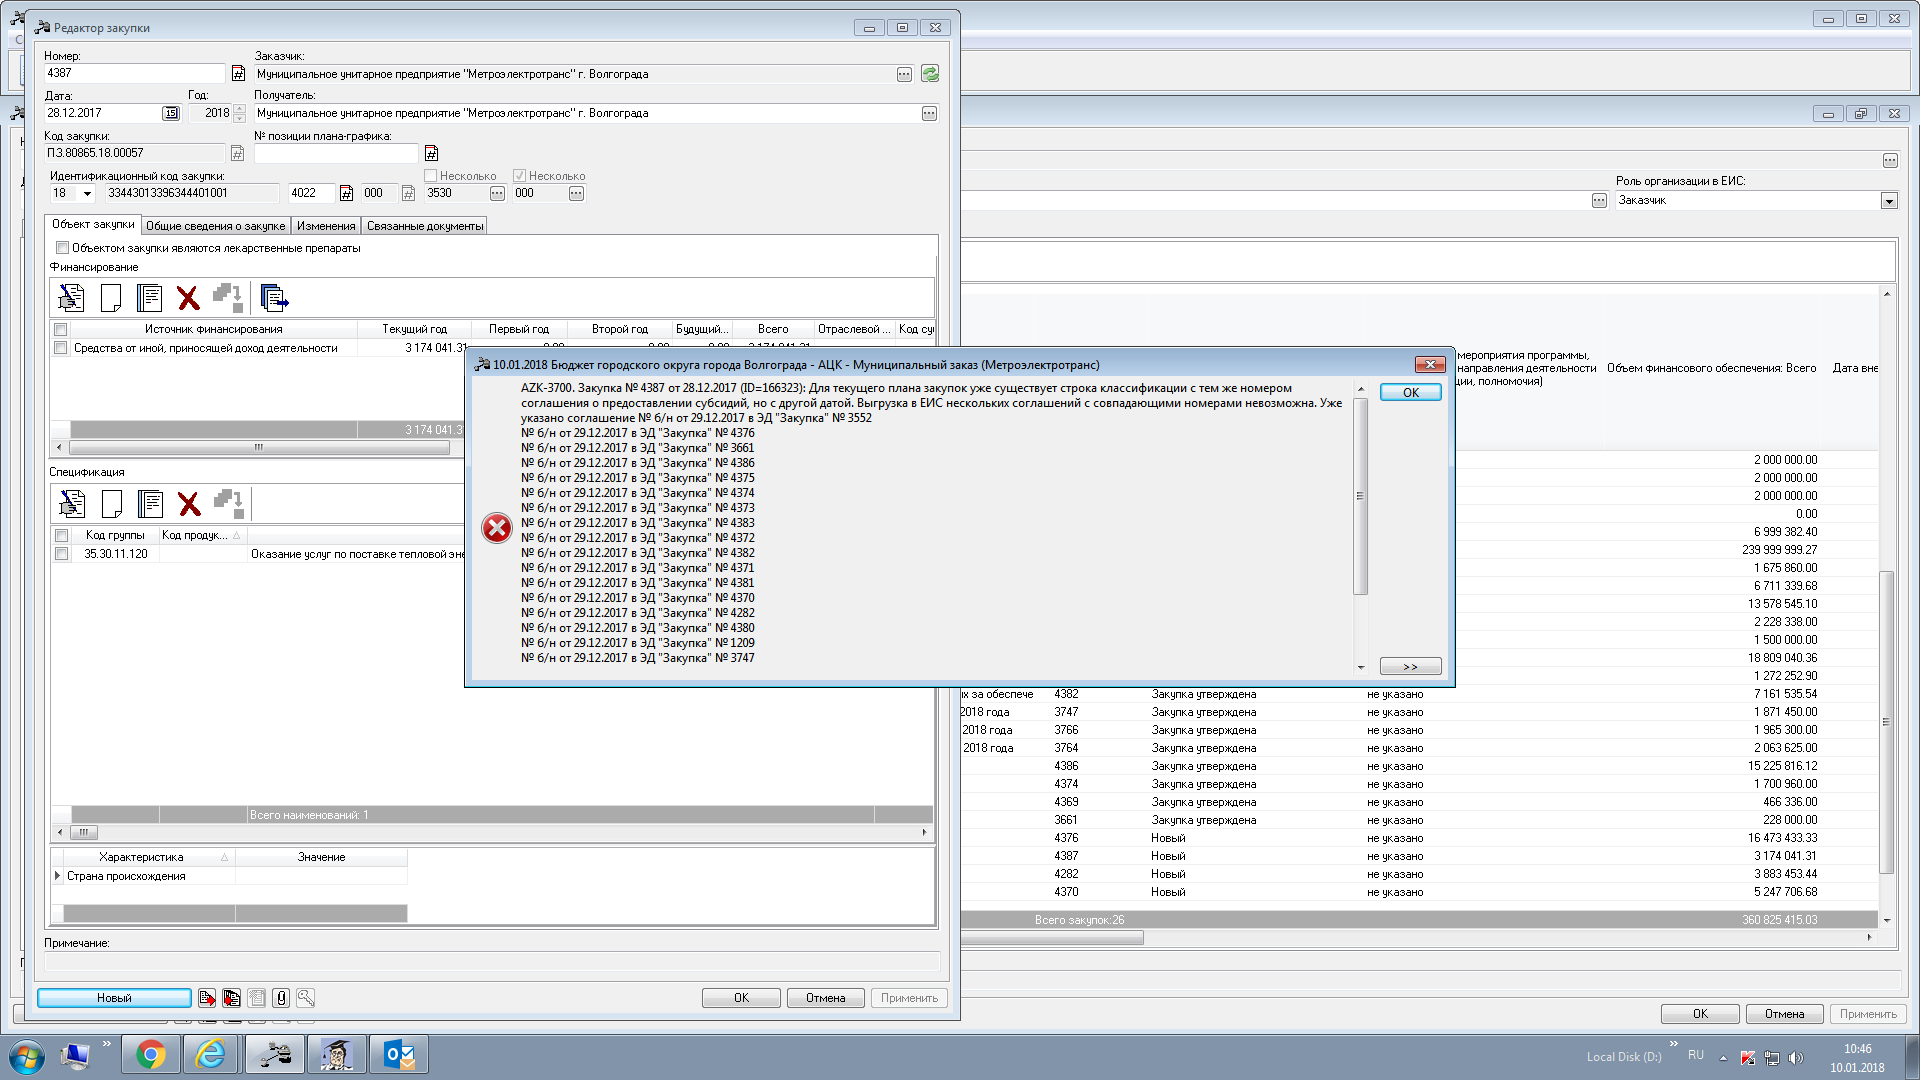 Редактор закупки
Номер:
Заказчик:
4387
Муниципальное унитарное предприятие "Метроэлектротранс" г. Волгограда
Дата:
Год:
Получатель:
28.12.2017
15
2018
Муниципальное унитарное предприятие "Метроэлектротранс" г. Волгограда
Код закупки:
№ позиции плана-графика:
П3.80865.18.00057
Идентификационный код закупки:
Несколько
Несколько
18
33443013396344401001
4022
000
3530
000
Объект закупки
Общие сведения о закупке
Изменения
Связанные документы
Объектом закупки являются лекарственные препараты
Финансирование
Источник финансирования
Текущий год
Первый год
Второй год
Будущий...
Всего
Отраслевой ...
Средства от иной, приносящей доход деятельности
3 174 041.31
3 174 041.31
Спецификация
Код группы
Код продук...
35.30.11.120
Оказание услуг по поставке тепловой эне
Всего наименований: 1
Характеристика
Значение
Страна происхождения
Примечание:
Новый
OK
Отмена
Применить
Роль организации в ЕИС:
Заказчик
10.01.2018 Бюджет городского округа города Волгограда - АЦК - Муниципальный заказ (Метроэлектротранс)
AZK-3700. Закупка № 4387 от 28.12.2017 (ID=166323): Для текущего плана закупок уже существует строка классификации с тем же номером
соглашения о предоставлении субсидий, но с другой датой. Выгрузка в ЕИС нескольких соглашений с совпадающими номерами невозможна. Уже
указано соглашение № б/н от 29.12.2017 в ЭД "Закупка" № 3552
№ б/н от 29.12.2017 в ЭД "Закупка" № 4376
№ б/н от 29.12.2017 в ЭД "Закупка" № 3661
№ б/н от 29.12.2017 в ЭД "Закупка" № 4386
№ б/н от 29.12.2017 в ЭД "Закупка" № 4375
№ б/н от 29.12.2017 в ЭД "Закупка" № 4374
№ б/н от 29.12.2017 в ЭД "Закупка" № 4373
№ б/н от 29.12.2017 в ЭД "Закупка" № 4383
№ б/н от 29.12.2017 в ЭД "Закупка" № 4372
№ б/н от 29.12.2017 в ЭД "Закупка" № 4382
№ б/н от 29.12.2017 в ЭД "Закупка" № 4371
№ б/н от 29.12.2017 в ЭД "Закупка" № 4381
№ б/н от 29.12.2017 в ЭД "Закупка" № 4370
№ б/н от 29.12.2017 в ЭД "Закупка" № 4282
№ б/н от 29.12.2017 в ЭД "Закупка" № 4380
№ б/н от 29.12.2017 в ЭД "Закупка" № 1209
№ б/н от 29.12.2017 в ЭД "Закупка" № 3747
OK
>>
мероприятия программы,
направления деятельности
ции, полномочия)
Объем финансового обеспечения: Всего
Дата вне
2 000 000.00
2 000 000.00
2 000 000.00
0.00
6 999 382.40
239 999 999.27
1 675 860.00
6 711 339.68
13 578 545.10
2 228 338.00
1 500 000.00
18 809 040.36
1 272 252.90
их за обеспече 4382 Закупка утверждена не указано 7 161 535.54
2018 года 3747 Закупка утверждена не указано 1 871 450.00
2018 года 3766 Закупка утверждена не указано 1 965 300.00
2018 года 3764 Закупка утверждена не указано 2 063 625.00
4386 Закупка утверждена не указано 15 225 816.12
4374 Закупка утверждена не указано 1 700 960.00
4369 Закупка утверждена не указано 466 336.00
3661 Закупка утверждена не указано 228 000.00
4376 Новый не указано 16 473 433.33
4387 Новый не указано 3 174 041.31
4282 Новый не указано 3 883 453.44
4370 Новый не указано 5 247 706.68
Всего закупок:26 360 825 415.03
OK
Отмена
Применить
Local Disk (D:)
RU
10:46
10.01.2018